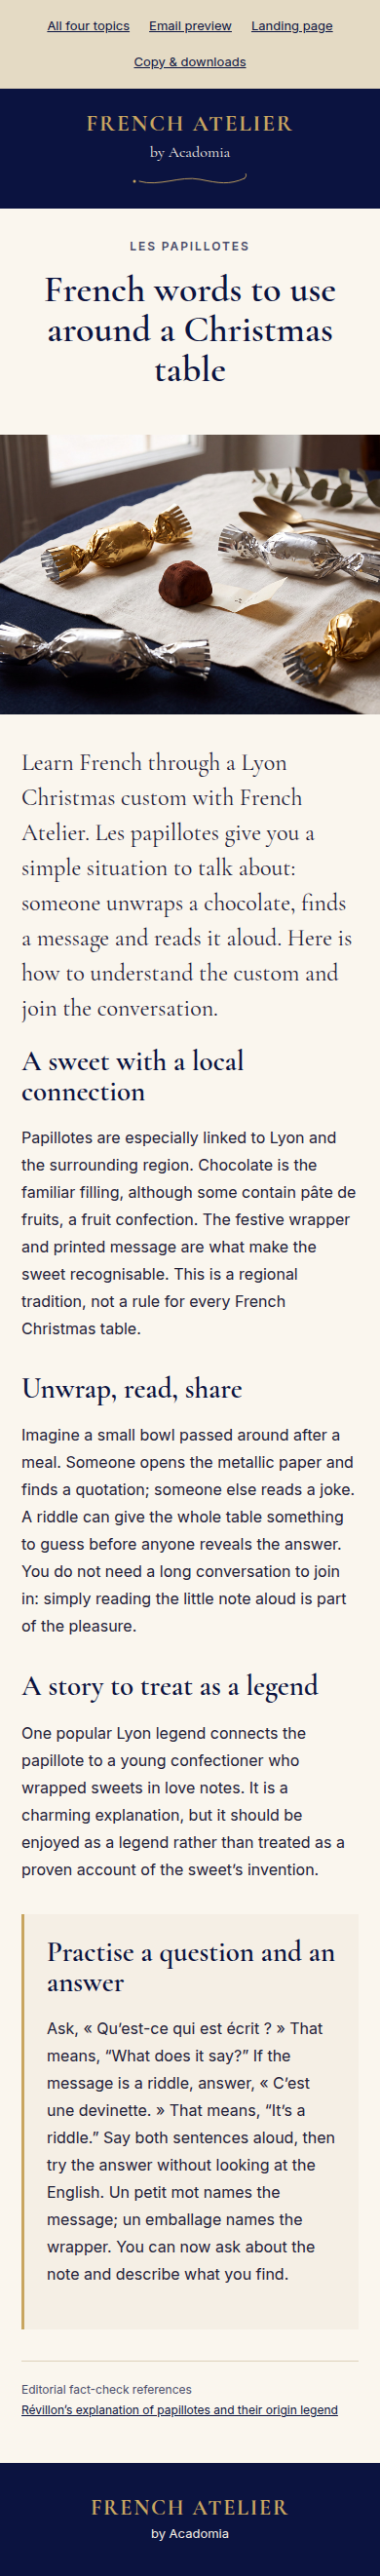 All four topics Email preview Landing page
Copy & downloads
FRENCH ATELIER
by Acadomia
LES PAPILLOTES
French words to use
around a Christmas
table
Learn French through a Lyon
Christmas custom with French
Atelier. Les papillotes give you a
simple situation to talk about:
someone unwraps a chocolate, finds
a message and reads it aloud. Here is
how to understand the custom and
join the conversation.
A sweet with a local
connection
Papillotes are especially linked to Lyon and
the surrounding region. Chocolate is the
familiar filling, although some contain pâte de
fruits, a fruit confection. The festive wrapper
and printed message are what make the
sweet recognisable. This is a regional
tradition, not a rule for every French
Christmas table.
Unwrap, read, share
Imagine a small bowl passed around after a
meal. Someone opens the metallic paper and
finds a quotation; someone else reads a joke.
A riddle can give the whole table something
to guess before anyone reveals the answer.
You do not need a long conversation to join
in: simply reading the little note aloud is part
of the pleasure.
A story to treat as a legend
One popular Lyon legend connects the
papillote to a young confectioner who
wrapped sweets in love notes. It is a
charming explanation, but it should be
enjoyed as a legend rather than treated as a
proven account of the sweet’s invention.
Practise a question and an
answer
Ask, « Qu’est-ce qui est écrit ? » That
means, “What does it say?” If the
message is a riddle, answer, « C’est
une devinette. » That means, “It’s a
riddle.” Say both sentences aloud, then
try the answer without looking at the
English. Un petit mot names the
message; un emballage names the
wrapper. You can now ask about the
note and describe what you find.
Editorial fact-check references
Révillon’s explanation of papillotes and their origin legend
FRENCH ATELIER
by Acadomia